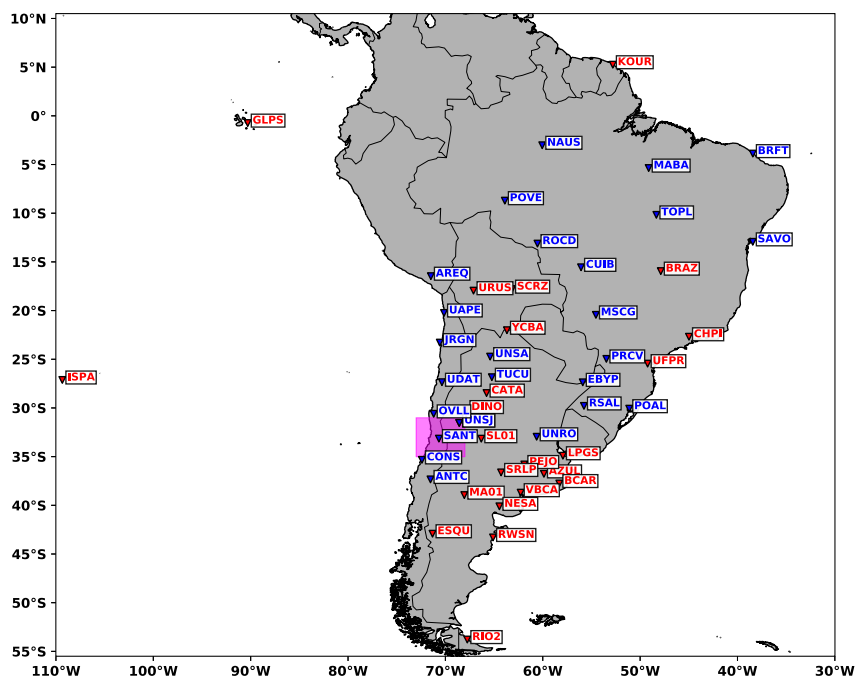 10°N
5°N
0°
5°S
10°S
15°S
20°S
25°S
30°S
35°S
40°S
45°S
50°S
55°S
KOUR
GLPS
NAUS
BRFT
MABA
POVE
TOPL
ROCD
SAVO
CUIB
BRAZ
AREQ
URUS
SCRZ
UAPE
MSCG
YCBA
CHPI
JRGN
UNSA
PRCV
UFPR
ISPA
UDAT
TUCU
EBYP
CATA
DINO
RSAL
POAL
OVLL
UNSJ
SANT
SL01
UNRO
CONS
LPGS
PEJO
SRLP
AZUL
ANTC
BCAR
MA01
VBCA
NESA
ESQU
RWSN
RIO2
110°W
100°W
90°W
80°W
70°W
60°W
50°W
40°W
30°W